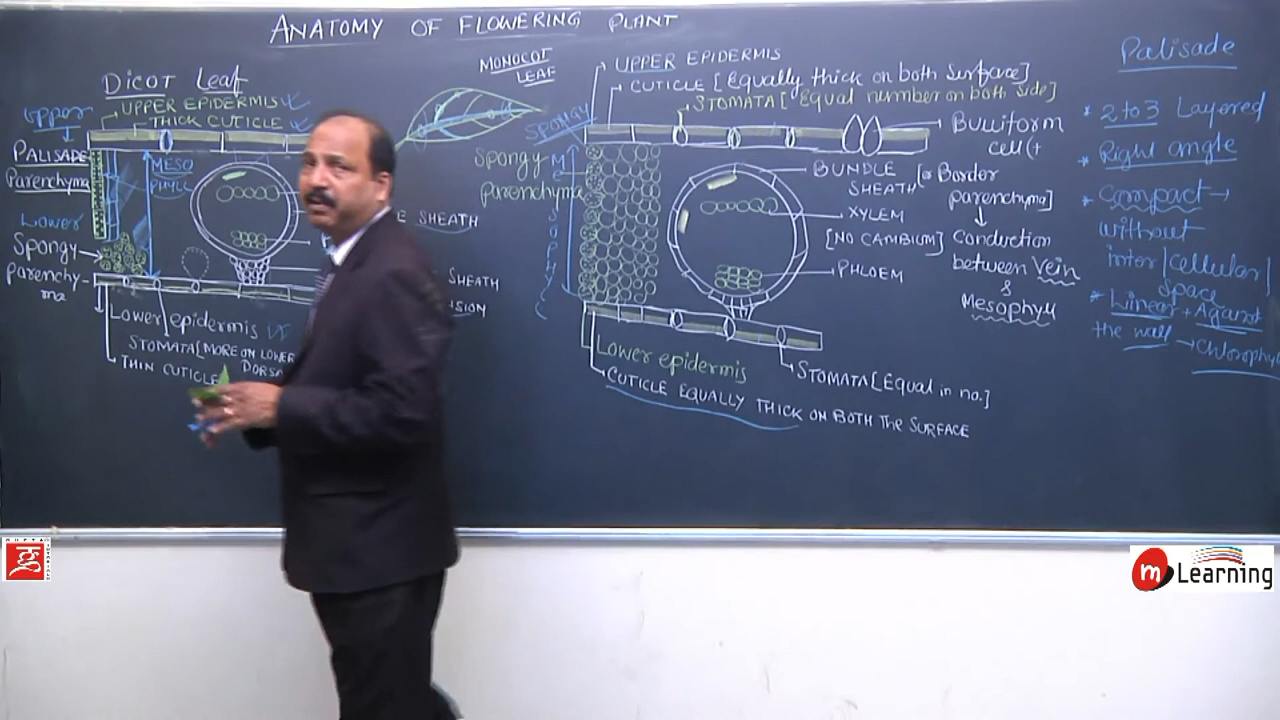 ANATOMY OF FLOWERING PLANT
DICOT Leaf
Upper
UPPER EPIDERMIS
THICK CUTICLE
PALISADE
Parenchyma
MESO
PHYLL
Lower
Spongy
Parenchy-
ma
SHEATH
SHEATH
Lower epidermis
STOMATA [MORE ON LOWER
THIN CUTICLE
MONOCOT
LEAF
UPPER EPIDERMIS
CUTICLE [Equally thick on both Surface]
STOMATA [Equal number on both side]
SPONGY
Spongy
Parenchyma
Bulliform
cell (+
BUNDLE
SHEATH [or Border
parenchyma]
XYLEM
[NO CAMBIUM]
Conduction
between Vein
&
Mesophyll
PHLOEM
Lower epidermis
STOMATA [Equal in no.]
CUTICLE EQUALLY THICK ON BOTH THE SURFACE
Palisade
* 2 to 3 Layered
* Right angle
* Compact →
without
Space
* Linear + Against
the wall →
m
Learning